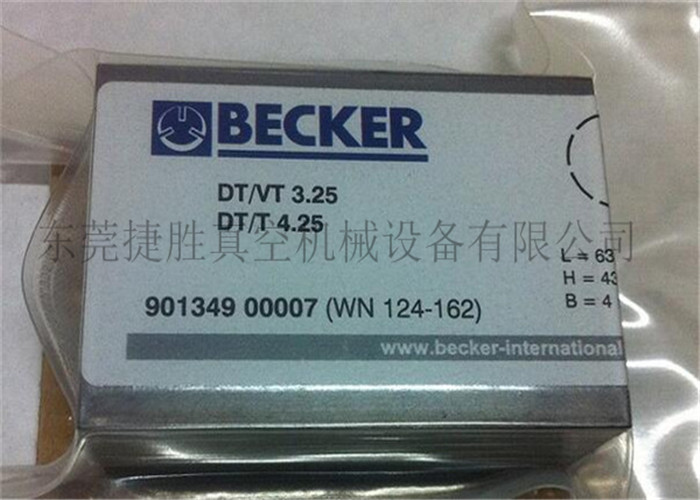 BECKER
DT/VT 3.25
DT/T 4.25
东莞捷胜真空机械设备有限公司
L = 63
H = 43
B = 4
901349 00007 (WN 124-162)
www.becker-international